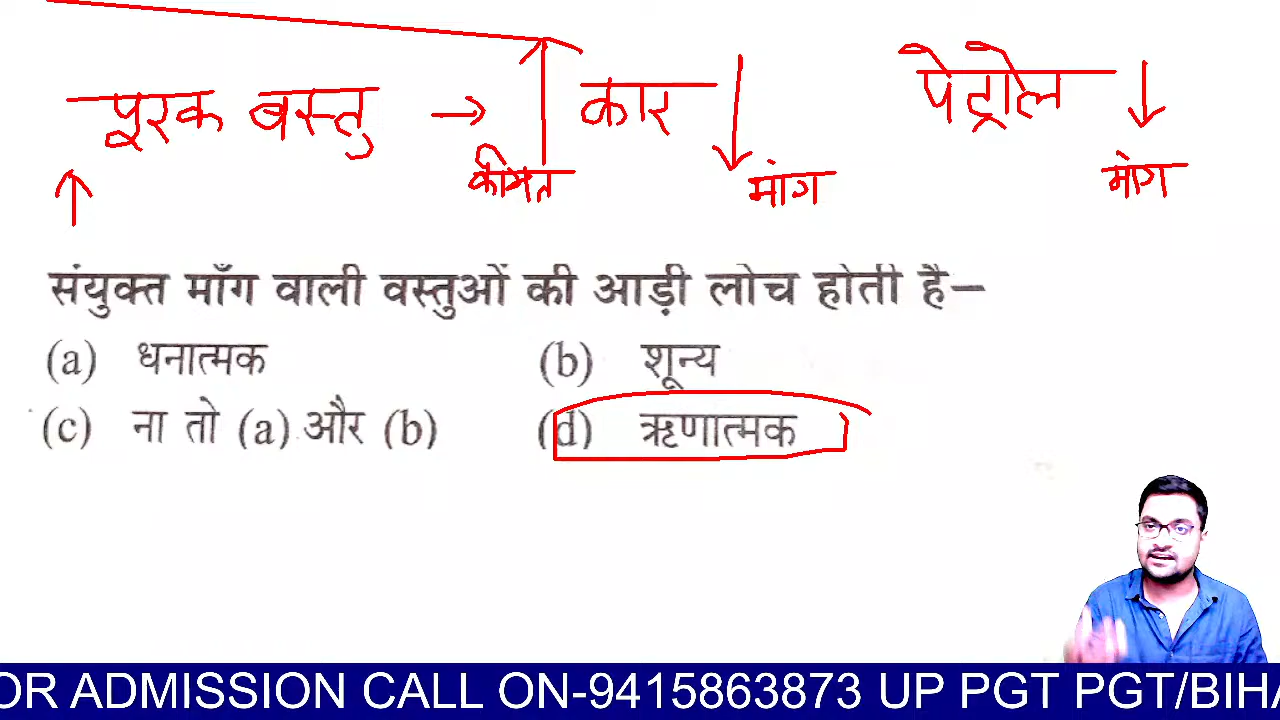 पूरक वस्तु → कार पेट्रोल
कीमत मांग मांग
संयुक्त माँग वाली वस्तुओं की आड़ी लोच होती है–
(a) धनात्मक (b) शून्य
(c) ना तो (a) और (b) (d) ऋणात्मक
OR ADMISSION CALL ON-9415863873 UP PGT PGT/BIHA